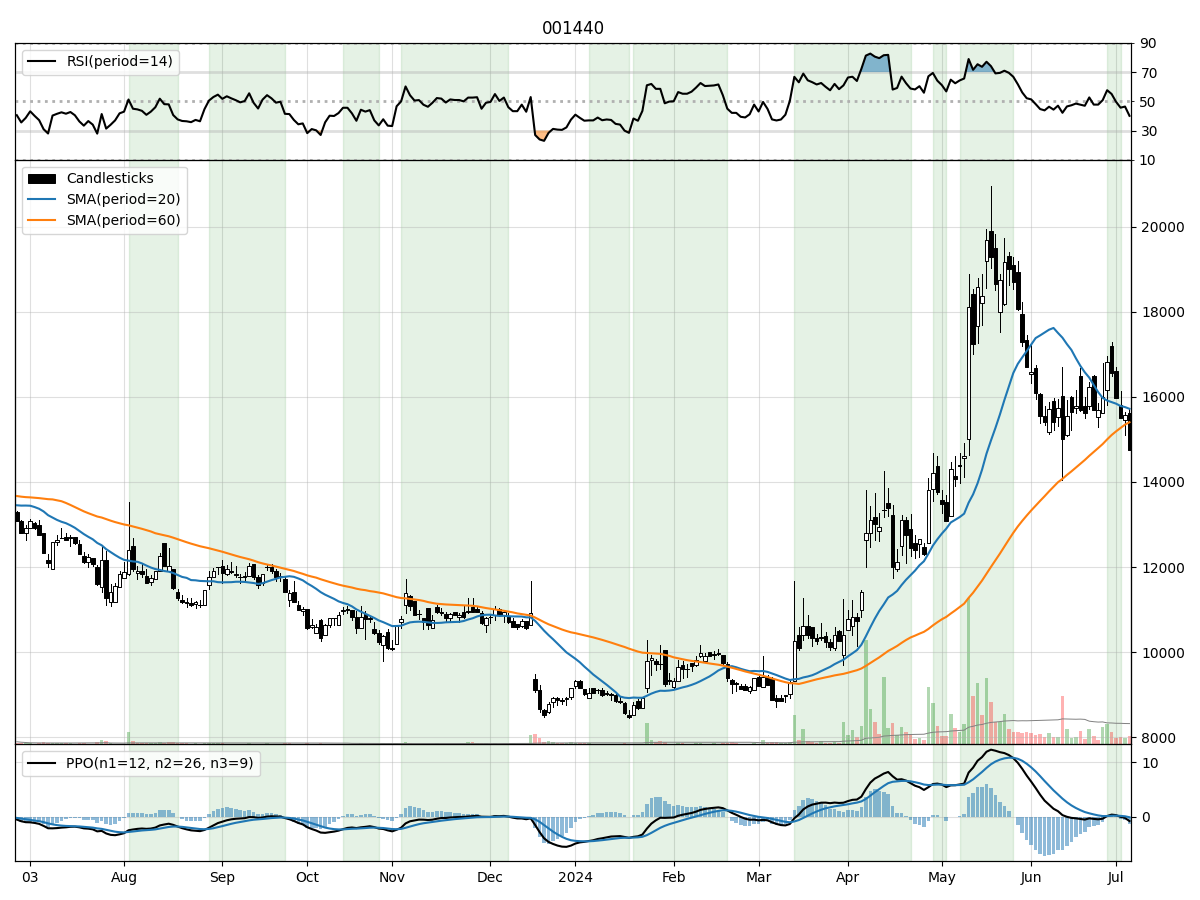 001440
RSI(period=14)
90
70
50
30
10
Candlesticks
SMA(period=20)
SMA(period=60)
20000
18000
16000
14000
12000
10000
8000
PPO(n1=12, n2=26, n3=9)
10
0
03 Aug Sep Oct Nov Dec 2024 Feb Mar Apr May Jun Jul